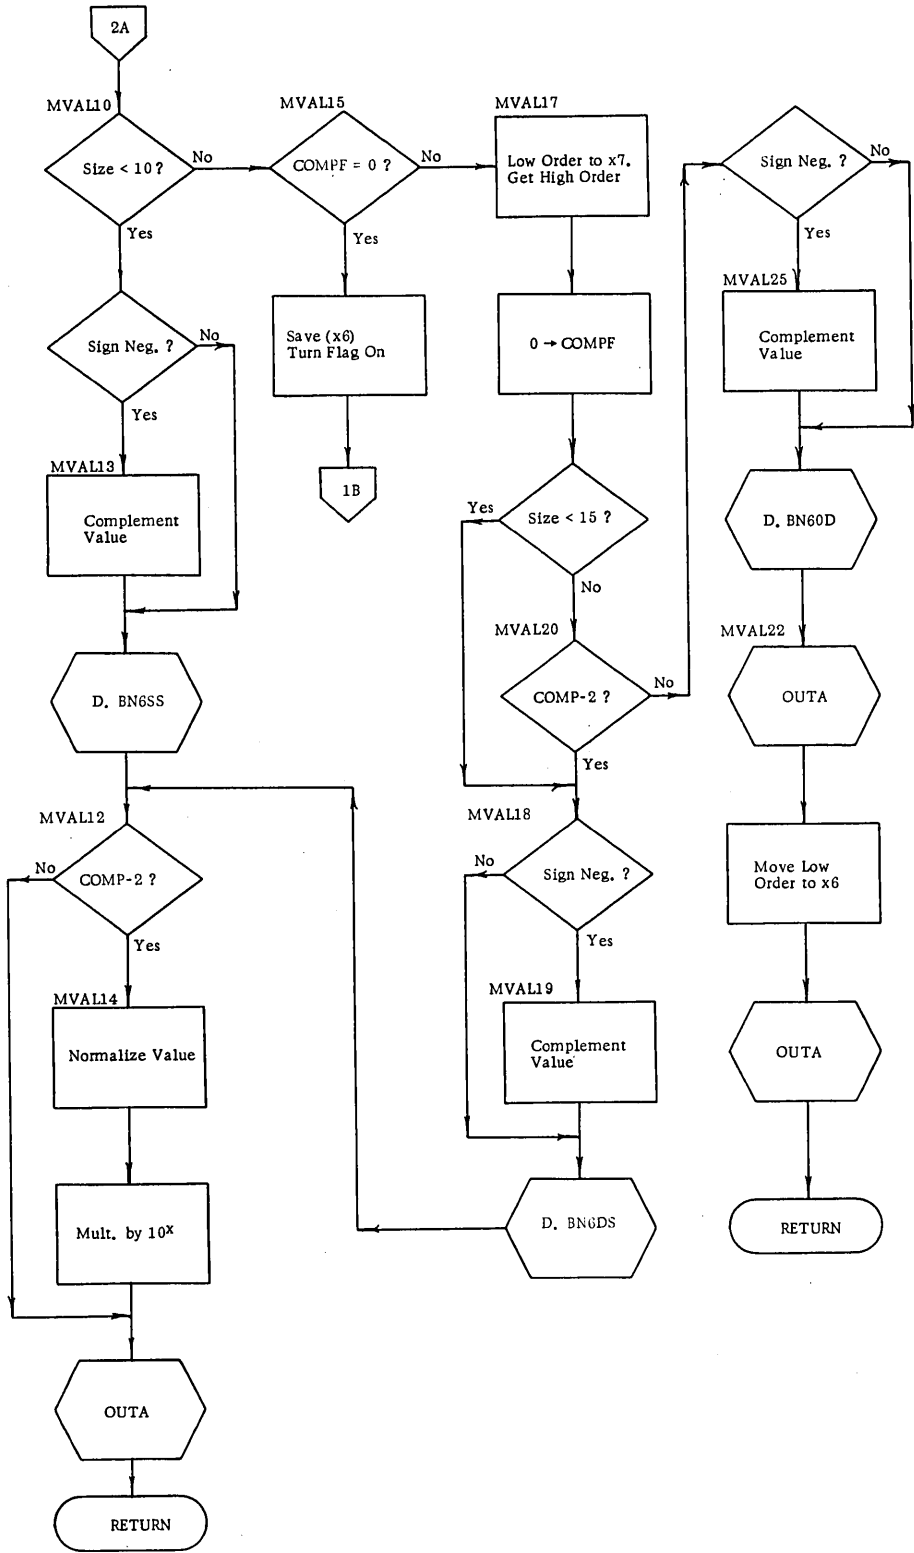 2A
MVAL10
Size < 10 ?
No
Yes
MVAL15
COMPF = 0 ?
No
Yes
MVAL17
Low Order to x7.
Get High Order
Sign Neg. ?
No
Yes
MVAL25
Complement
Value
Sign Neg. ?
No
Yes
Save (x6)
Turn Flag On
1B
0 → COMPF
MVAL13
Complement
Value
Size < 15 ?
Yes
No
D. BN60D
MVAL20
COMP-2 ?
No
Yes
MVAL22
OUTA
D. BN6SS
MVAL12
COMP-2 ?
No
Yes
MVAL18
Sign Neg. ?
No
Yes
Move Low
Order to x6
MVAL14
Normalize Value
MVAL19
Complement
Value
OUTA
Mult. by 10x
D. BN6DS
RETURN
OUTA
RETURN